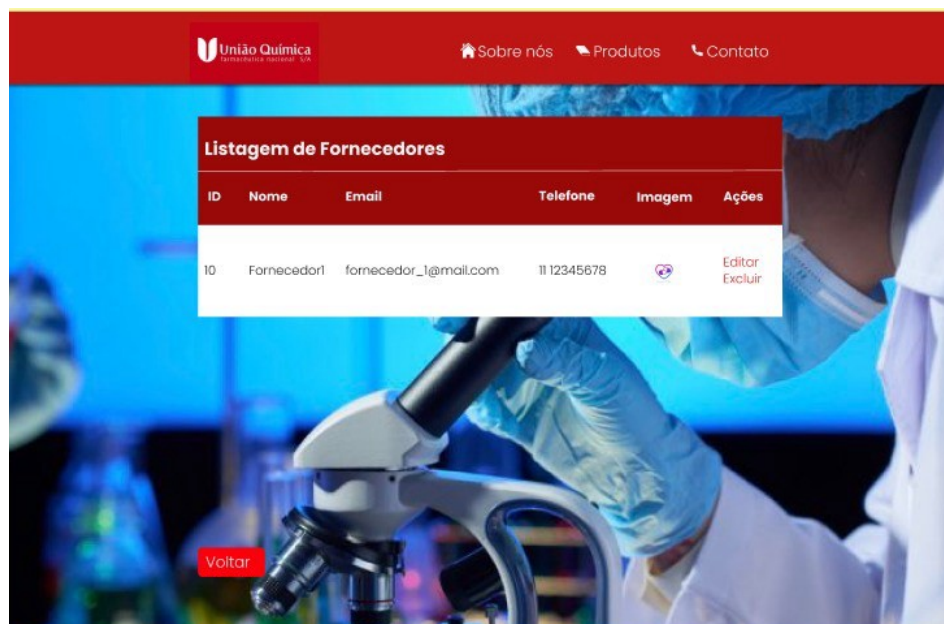 União Química
farmacêutica nacional S/A
Sobre nós Produtos Contato
Listagem de Fornecedores
ID Nome Email Telefone Imagem Ações
10 Fornecedor1 fornecedor_1@mail.com 11 12345678 Editar
Excluir
Voltar